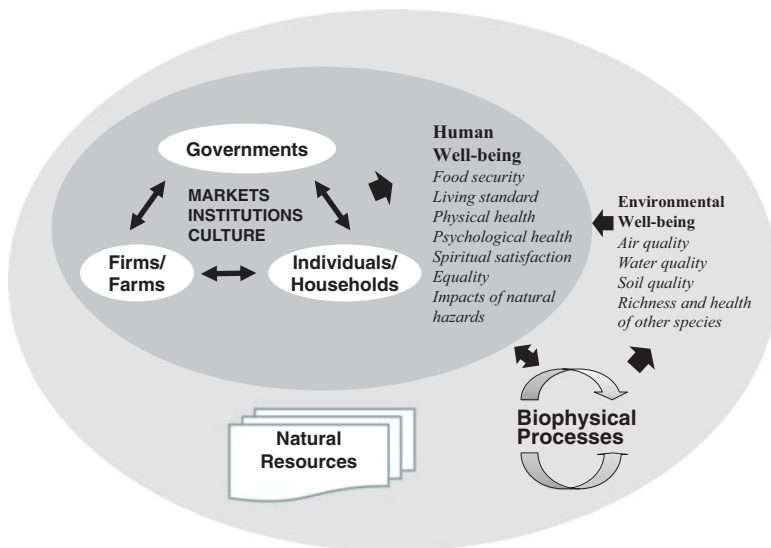 Governments
MARKETS
INSTITUTIONS
CULTURE
Firms/
Farms
Individuals/
Households
Human
Well-being
Food security
Living standard
Physical health
Psychological health
Spiritual satisfaction
Equality
Impacts of natural
hazards
Environmental
Well-being
Air quality
Water quality
Soil quality
Richness and health
of other species
Biophysical
Processes
Natural
Resources